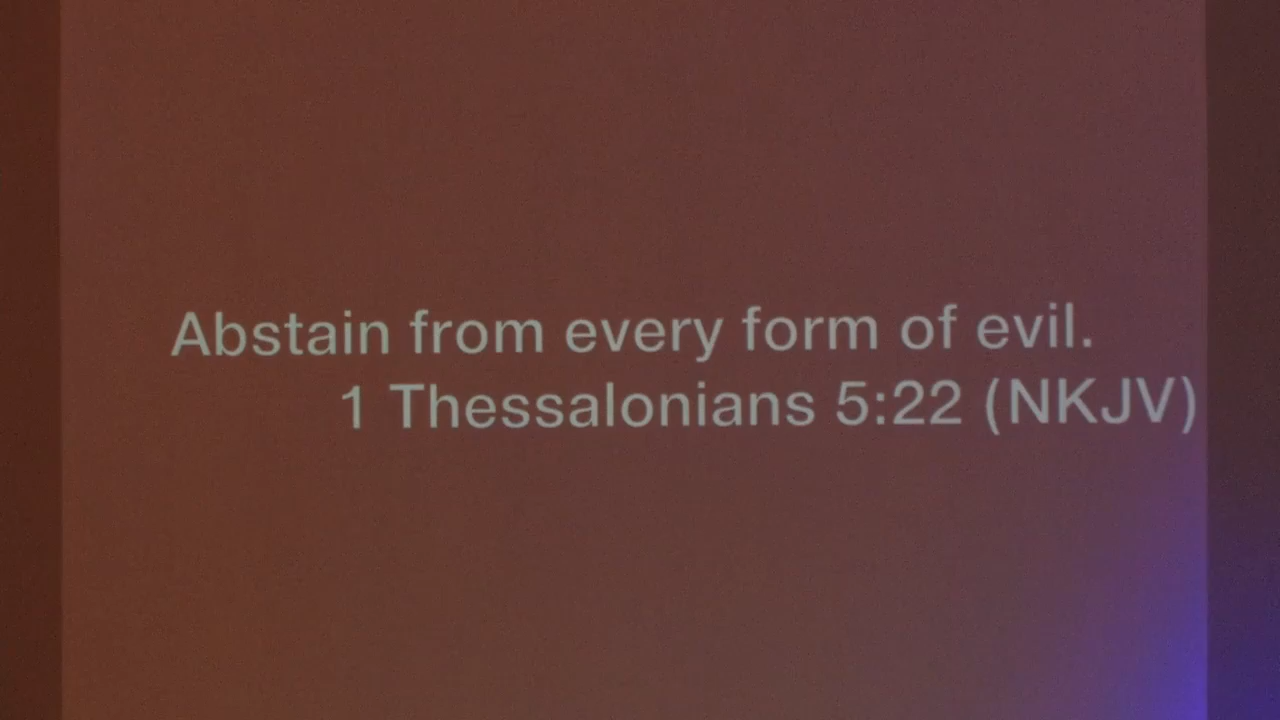 Abstain from every form of evil.
1 Thessalonians 5:22 (NKJV)